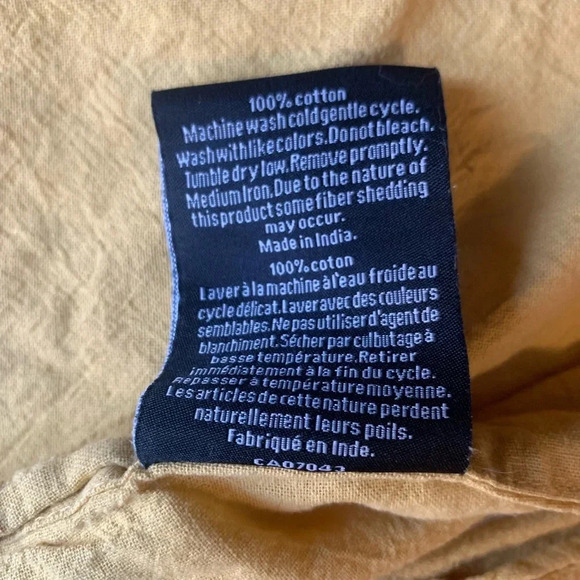 100% cotton
Machine wash cold gentle cycle.
Wash with like colors. Do not bleach.
Tumble dry low. Remove promptly.
Medium Iron. Due to the nature of
this product some fiber shedding
may occur.
Made in India.
100% coton
Laver à la machine à l'eau froide au
cycle délicat. Laver avec des couleurs
semblables. Ne pas utiliser d'agent de
blanchiment. Sécher par culbutage à
basse température. Retirer
immédiatement à la fin du cycle.
Repasser à température moyenne.
Les articles de cette nature perdent
naturellement leurs poils.
Fabriqué en Inde.
CA07043